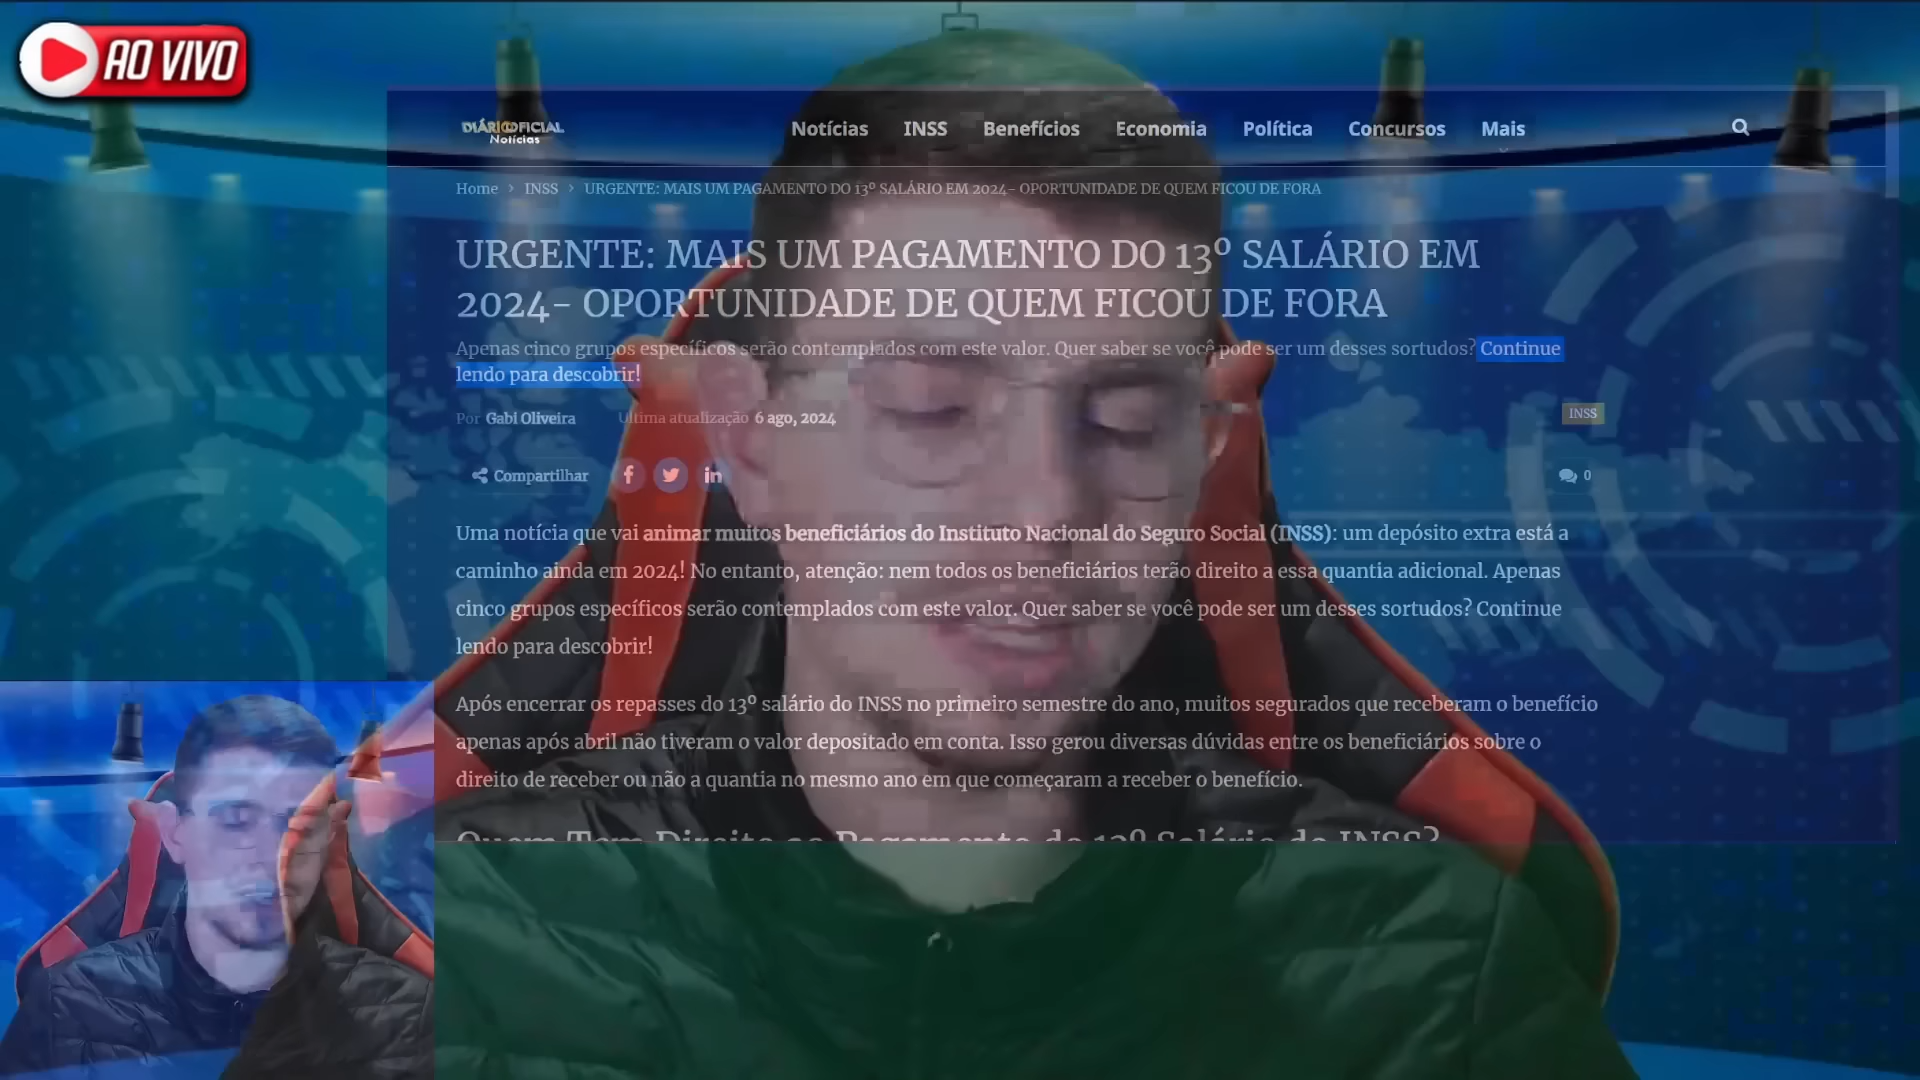 AO VIVO
DIÁRIO OFICIAL
Notícias
Notícias INSS Benefícios Economia Política Concursos Mais
Home > INSS > URGENTE: MAIS UM PAGAMENTO DO 13º SALÁRIO EM 2024- OPORTUNIDADE DE QUEM FICOU DE FORA
URGENTE: MAIS UM PAGAMENTO DO 13º SALÁRIO EM
2024- OPORTUNIDADE DE QUEM FICOU DE FORA
Apenas cinco grupos específicos serão contemplados com este valor. Quer saber se você pode ser um desses sortudos? Continue
lendo para descobrir!
Por Gabi Oliveira Ultima atualização 6 ago, 2024
INSS
Compartilhar
0
Uma notícia que vai animar muitos beneficiários do Instituto Nacional do Seguro Social (INSS): um depósito extra está a
caminho ainda em 2024! No entanto, atenção: nem todos os beneficiários terão direito a essa quantia adicional. Apenas
cinco grupos específicos serão contemplados com este valor. Quer saber se você pode ser um desses sortudos? Continue
lendo para descobrir!
Após encerrar os repasses do 13º salário do INSS no primeiro semestre do ano, muitos segurados que receberam o benefício
apenas após abril não tiveram o valor depositado em conta. Isso gerou diversas dúvidas entre os beneficiários sobre o
direito de receber ou não a quantia no mesmo ano em que começaram a receber o benefício.
Quem Tem Direito ao Pagamento do 13º Salário do INSS?